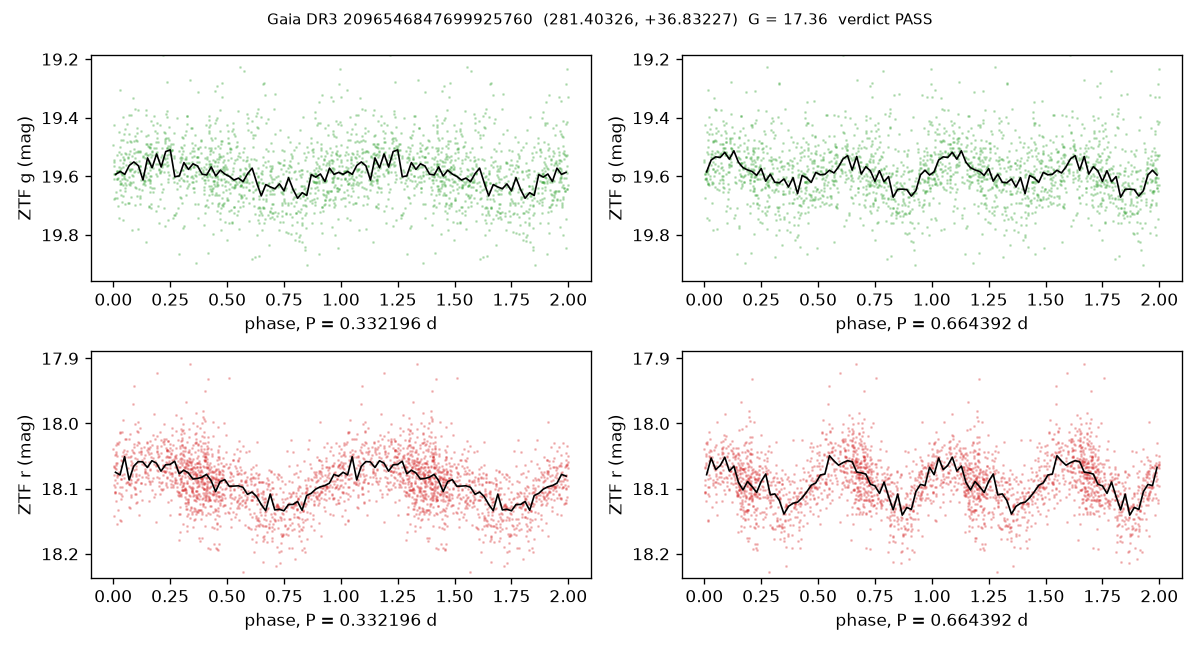 Gaia DR3 2096546847699925760 (281.40326, +36.83227) G = 17.36 verdict PASS
19.2
19.4
19.6
19.8
ZTF g (mag)
0.00 0.25 0.50 0.75 1.00 1.25 1.50 1.75 2.00
phase, P = 0.332196 d
19.2
19.4
19.6
19.8
ZTF g (mag)
0.00 0.25 0.50 0.75 1.00 1.25 1.50 1.75 2.00
phase, P = 0.664392 d
17.9
18.0
18.1
18.2
ZTF r (mag)
0.00 0.25 0.50 0.75 1.00 1.25 1.50 1.75 2.00
phase, P = 0.332196 d
17.9
18.0
18.1
18.2
ZTF r (mag)
0.00 0.25 0.50 0.75 1.00 1.25 1.50 1.75 2.00
phase, P = 0.664392 d